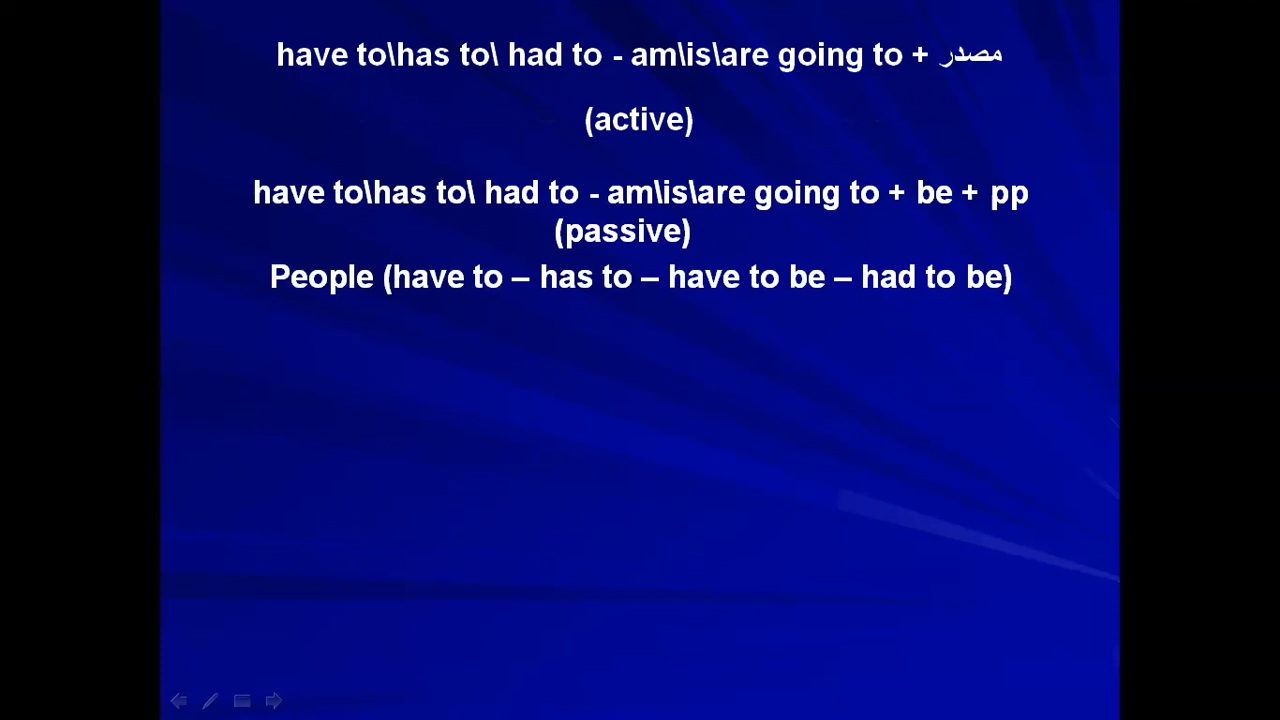 have to\has to\ had to - am\is\are going to + مصدر
(active)
have to\has to\ had to - am\is\are going to + be + pp
(passive)
People (have to – has to – have to be – had to be)